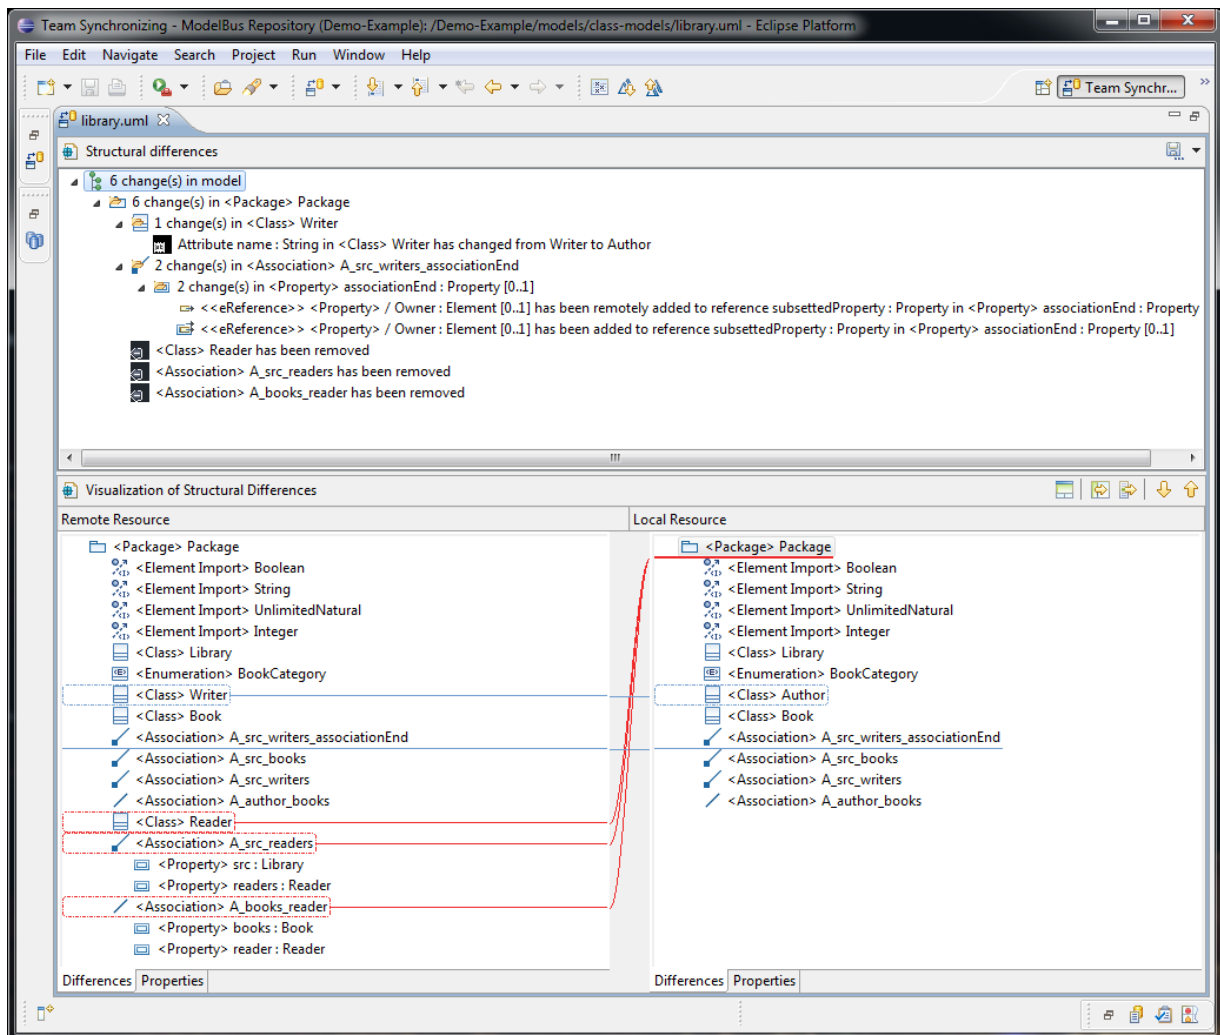 Team Synchronizing - ModelBus Repository (Demo-Example): /Demo-Example/models/class-models/library.uml - Eclipse Platform
File Edit Navigate Search Project Run Window Help
Team Synchr...
library.uml
Structural differences
6 change(s) in model
6 change(s) in <Package> Package
1 change(s) in <Class> Writer
Attribute name : String in <Class> Writer has changed from Writer to Author
2 change(s) in <Association> A_src_writers_associationEnd
2 change(s) in <Property> associationEnd : Property [0..1]
<<eReference>> <Property> / Owner : Element [0..1] has been remotely added to reference subsettedProperty : Property in <Property> associationEnd : Property
<<eReference>> <Property> / Owner : Element [0..1] has been added to reference subsettedProperty : Property in <Property> associationEnd : Property [0..1]
<Class> Reader has been removed
<Association> A_src_readers has been removed
<Association> A_books_reader has been removed
Visualization of Structural Differences
Remote Resource
<Package> Package
<Element Import> Boolean
<Element Import> String
<Element Import> UnlimitedNatural
<Element Import> Integer
<Class> Library
<Enumeration> BookCategory
<Class> Writer
<Class> Book
<Association> A_src_writers_associationEnd
<Association> A_src_books
<Association> A_src_writers
<Association> A_author_books
<Class> Reader
<Association> A_src_readers
<Property> src : Library
<Property> readers : Reader
<Association> A_books_reader
<Property> books : Book
<Property> reader : Reader
Differences Properties
Local Resource
<Package> Package
<Element Import> Boolean
<Element Import> String
<Element Import> UnlimitedNatural
<Element Import> Integer
<Class> Library
<Enumeration> BookCategory
<Class> Author
<Class> Book
<Association> A_src_writers_associationEnd
<Association> A_src_books
<Association> A_src_writers
<Association> A_author_books
Differences Properties